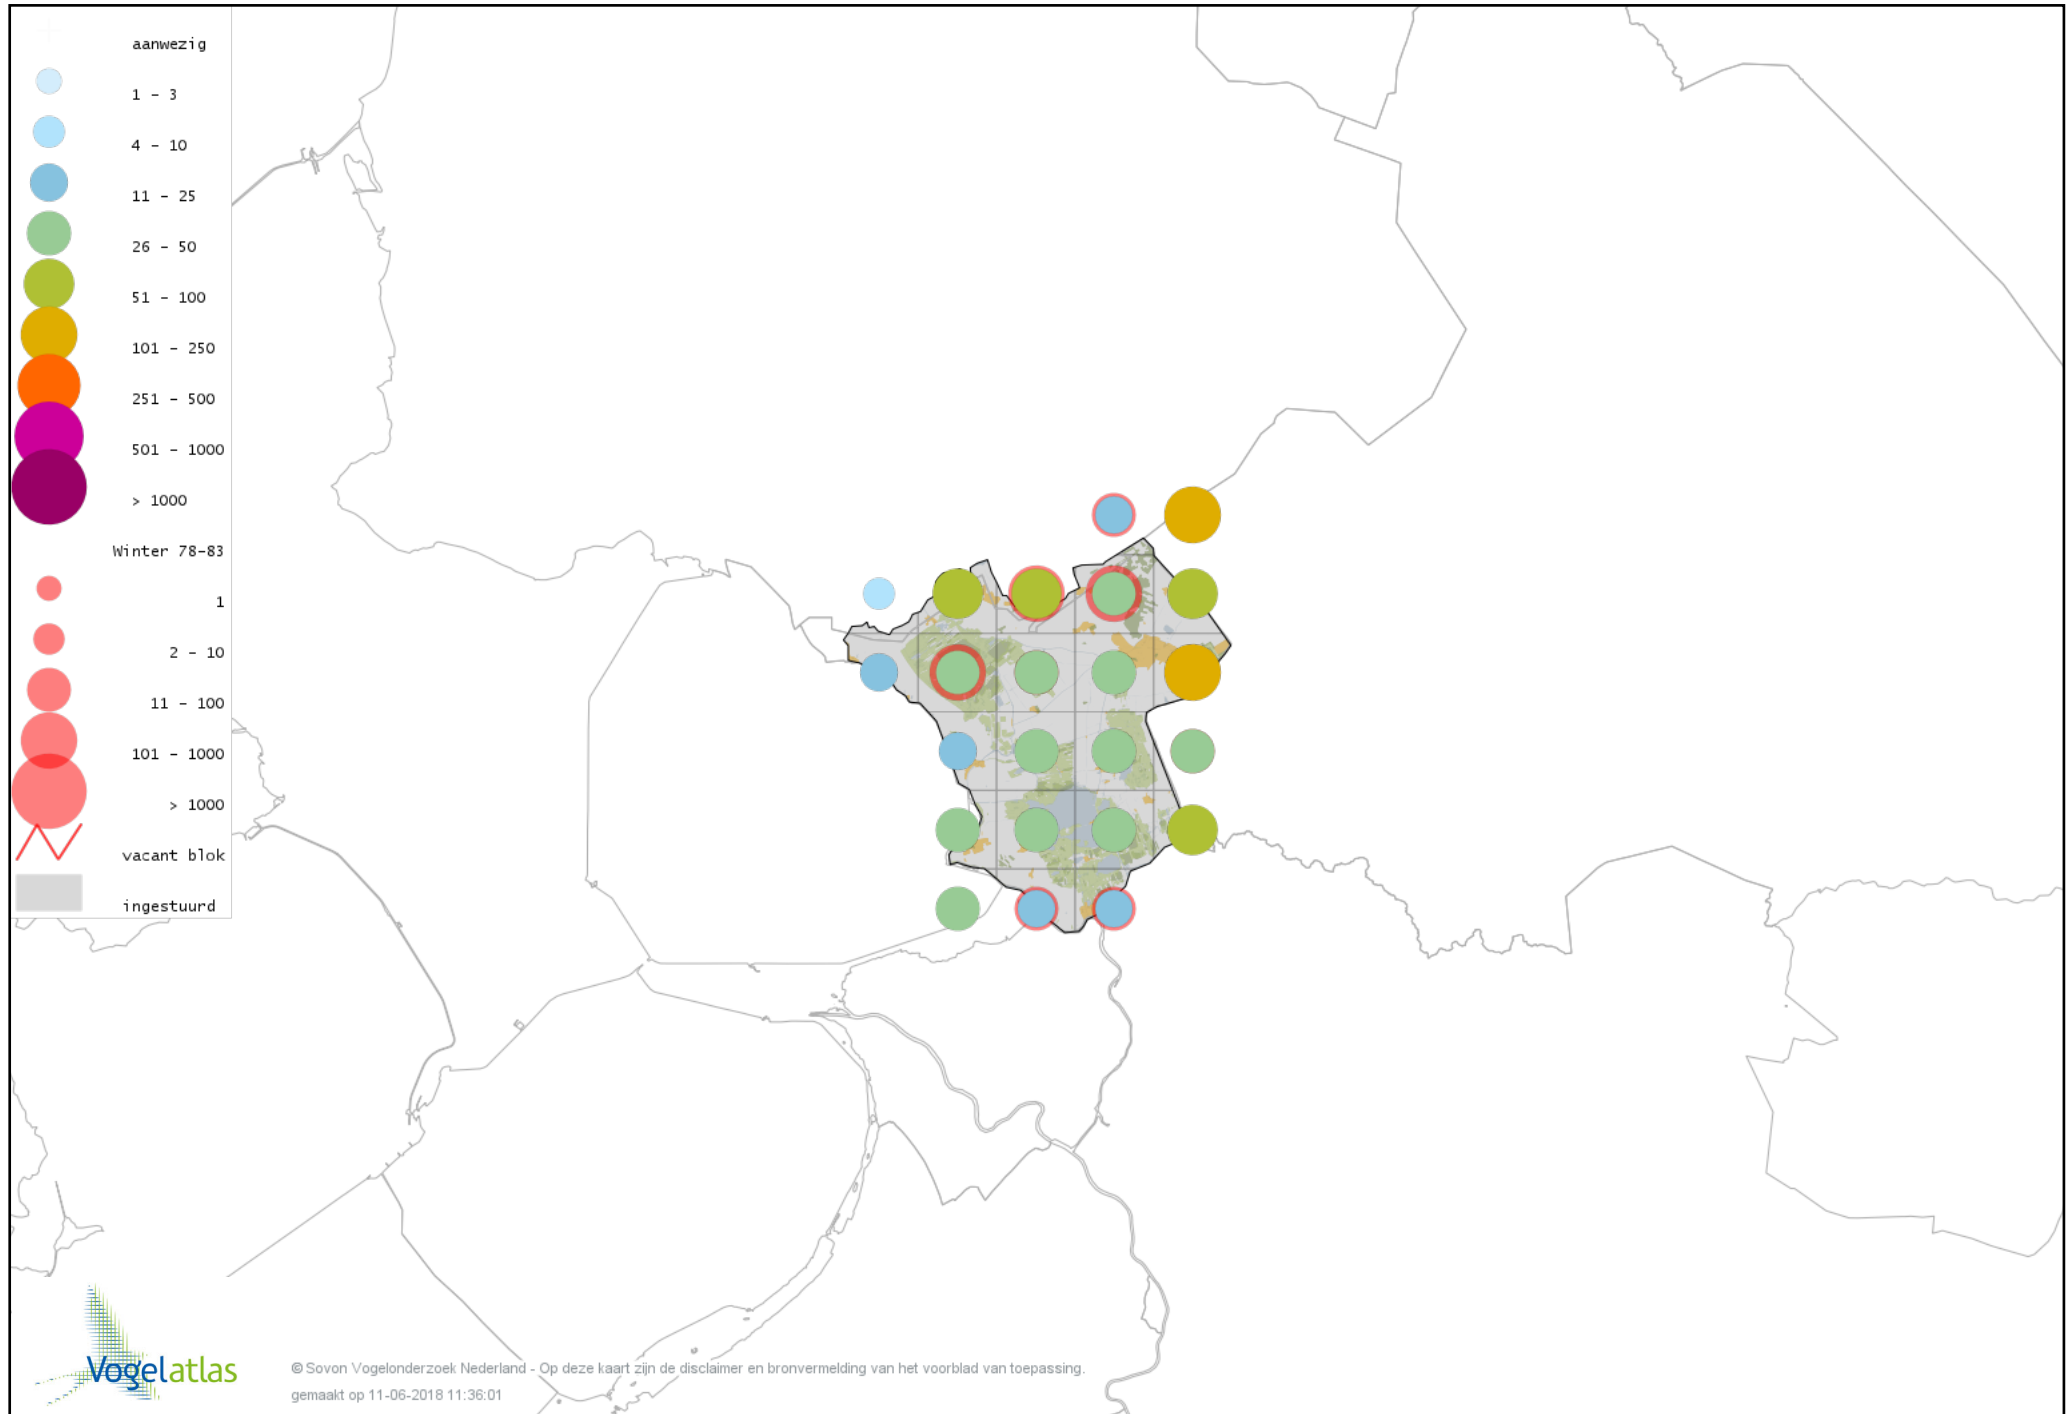 aanwezig
1 - 3
4 - 10
11 - 25
26 - 50
51 - 100
101 - 250
251 - 500
501 - 1000
> 1000
Winter 78-83
1
2 - 10
11 - 100
101 - 1000
> 1000
vacant blok
ingestuurd
Vogelatlas
© Sovon Vogelonderzoek Nederland - Op deze kaart zijn de disclaimer en bronvermelding van het voorblad van toepassing.
gemaakt op 11-06-2018 11:36:01